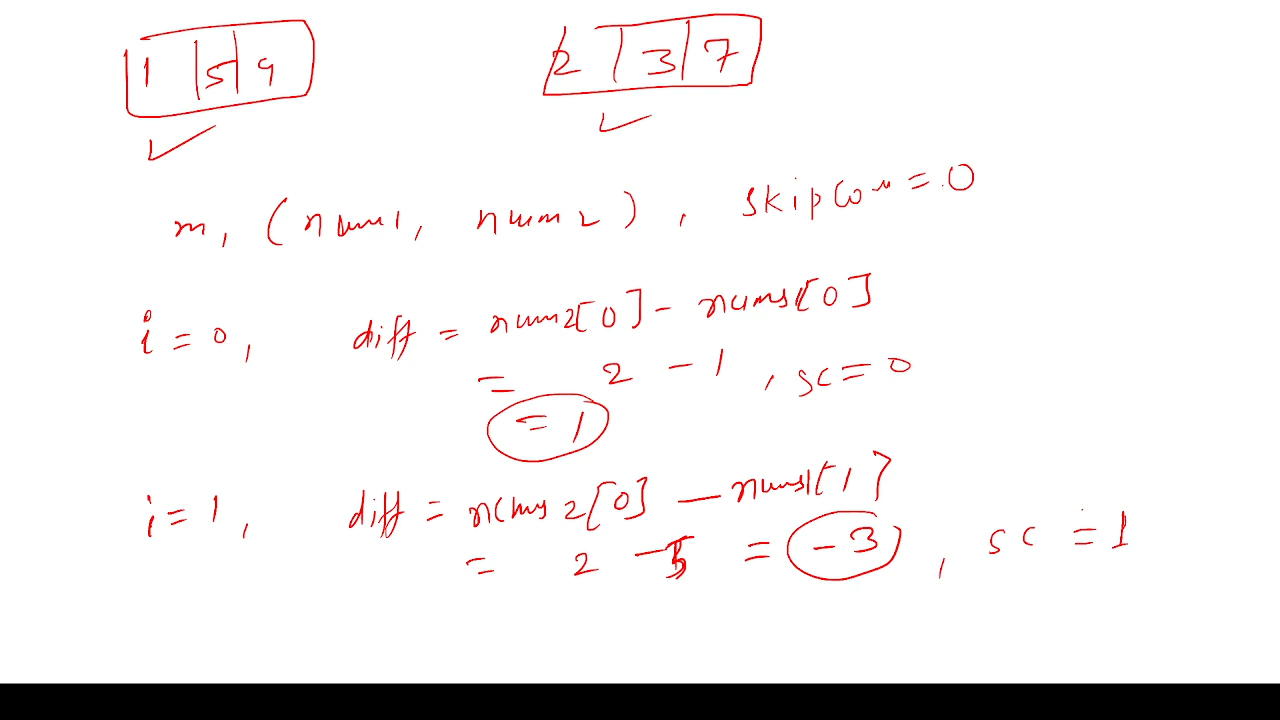 1 5 9 2 3 7
m, (num1, num2), skipCou = 0
i = 0, diff = num2[0] - nums1[0]
= 2 - 1, sc = 0
= 1
i = 1, diff = nums2[0] - nums1[1]
= 2 - 5 = -3, sc = 1